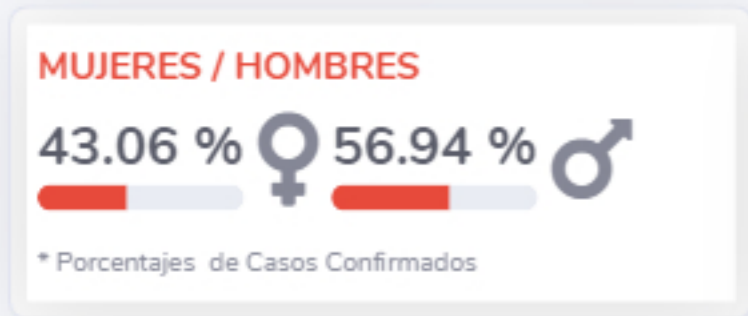 MUJERES / HOMBRES
43.06 % 56.94 %
* Porcentajes de Casos Confirmados